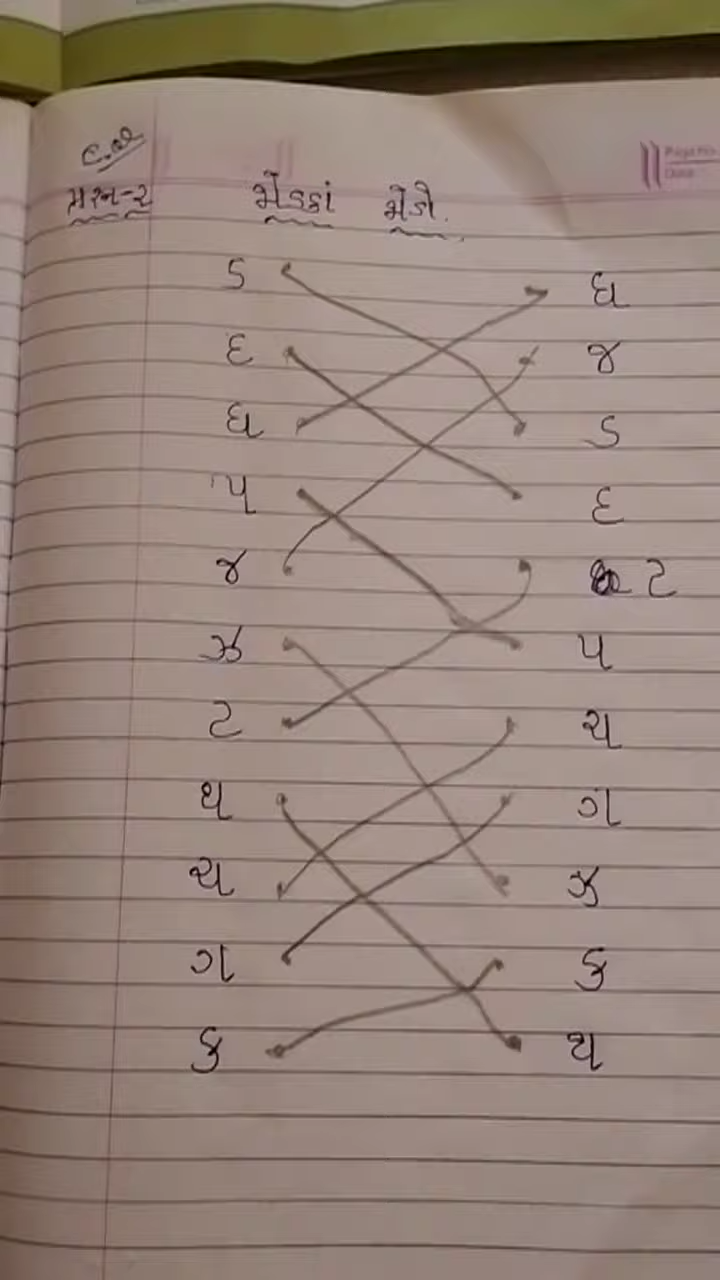 c.w
પ્રશ્ન-૨ જોડકાં જોડો.
ડ ઘ
દ જ
ઘ ડ
પ દ
જ ટ
ઝ પ
ટ ચ
થ ગ
ચ ઝ
ગ ક
ક થ